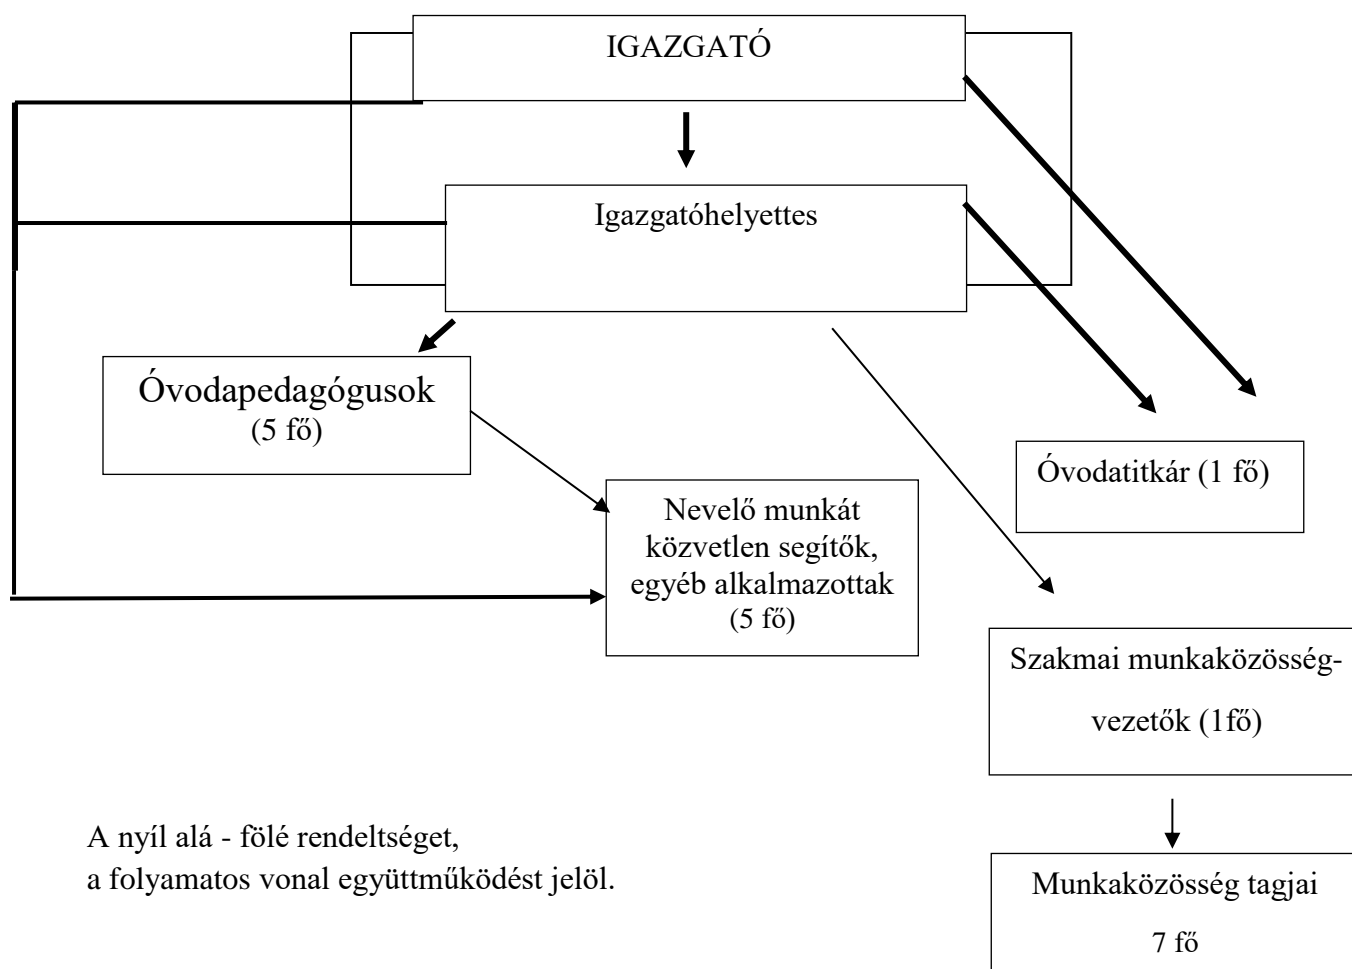 IGAZGATÓ
Igazgatóhelyettes
Óvodapedagógusok
(5 fő)
Óvodatitkár (1 fő)
Nevelő munkát
közvetlen segítők,
egyéb alkalmazottak
(5 fő)
Szakmai munkaközösség-
vezetők (1fő)
A nyíl alá - fölé rendeltséget,
a folyamatos vonal együttműködést jelöl.
Munkaközösség tagjai
7 fő